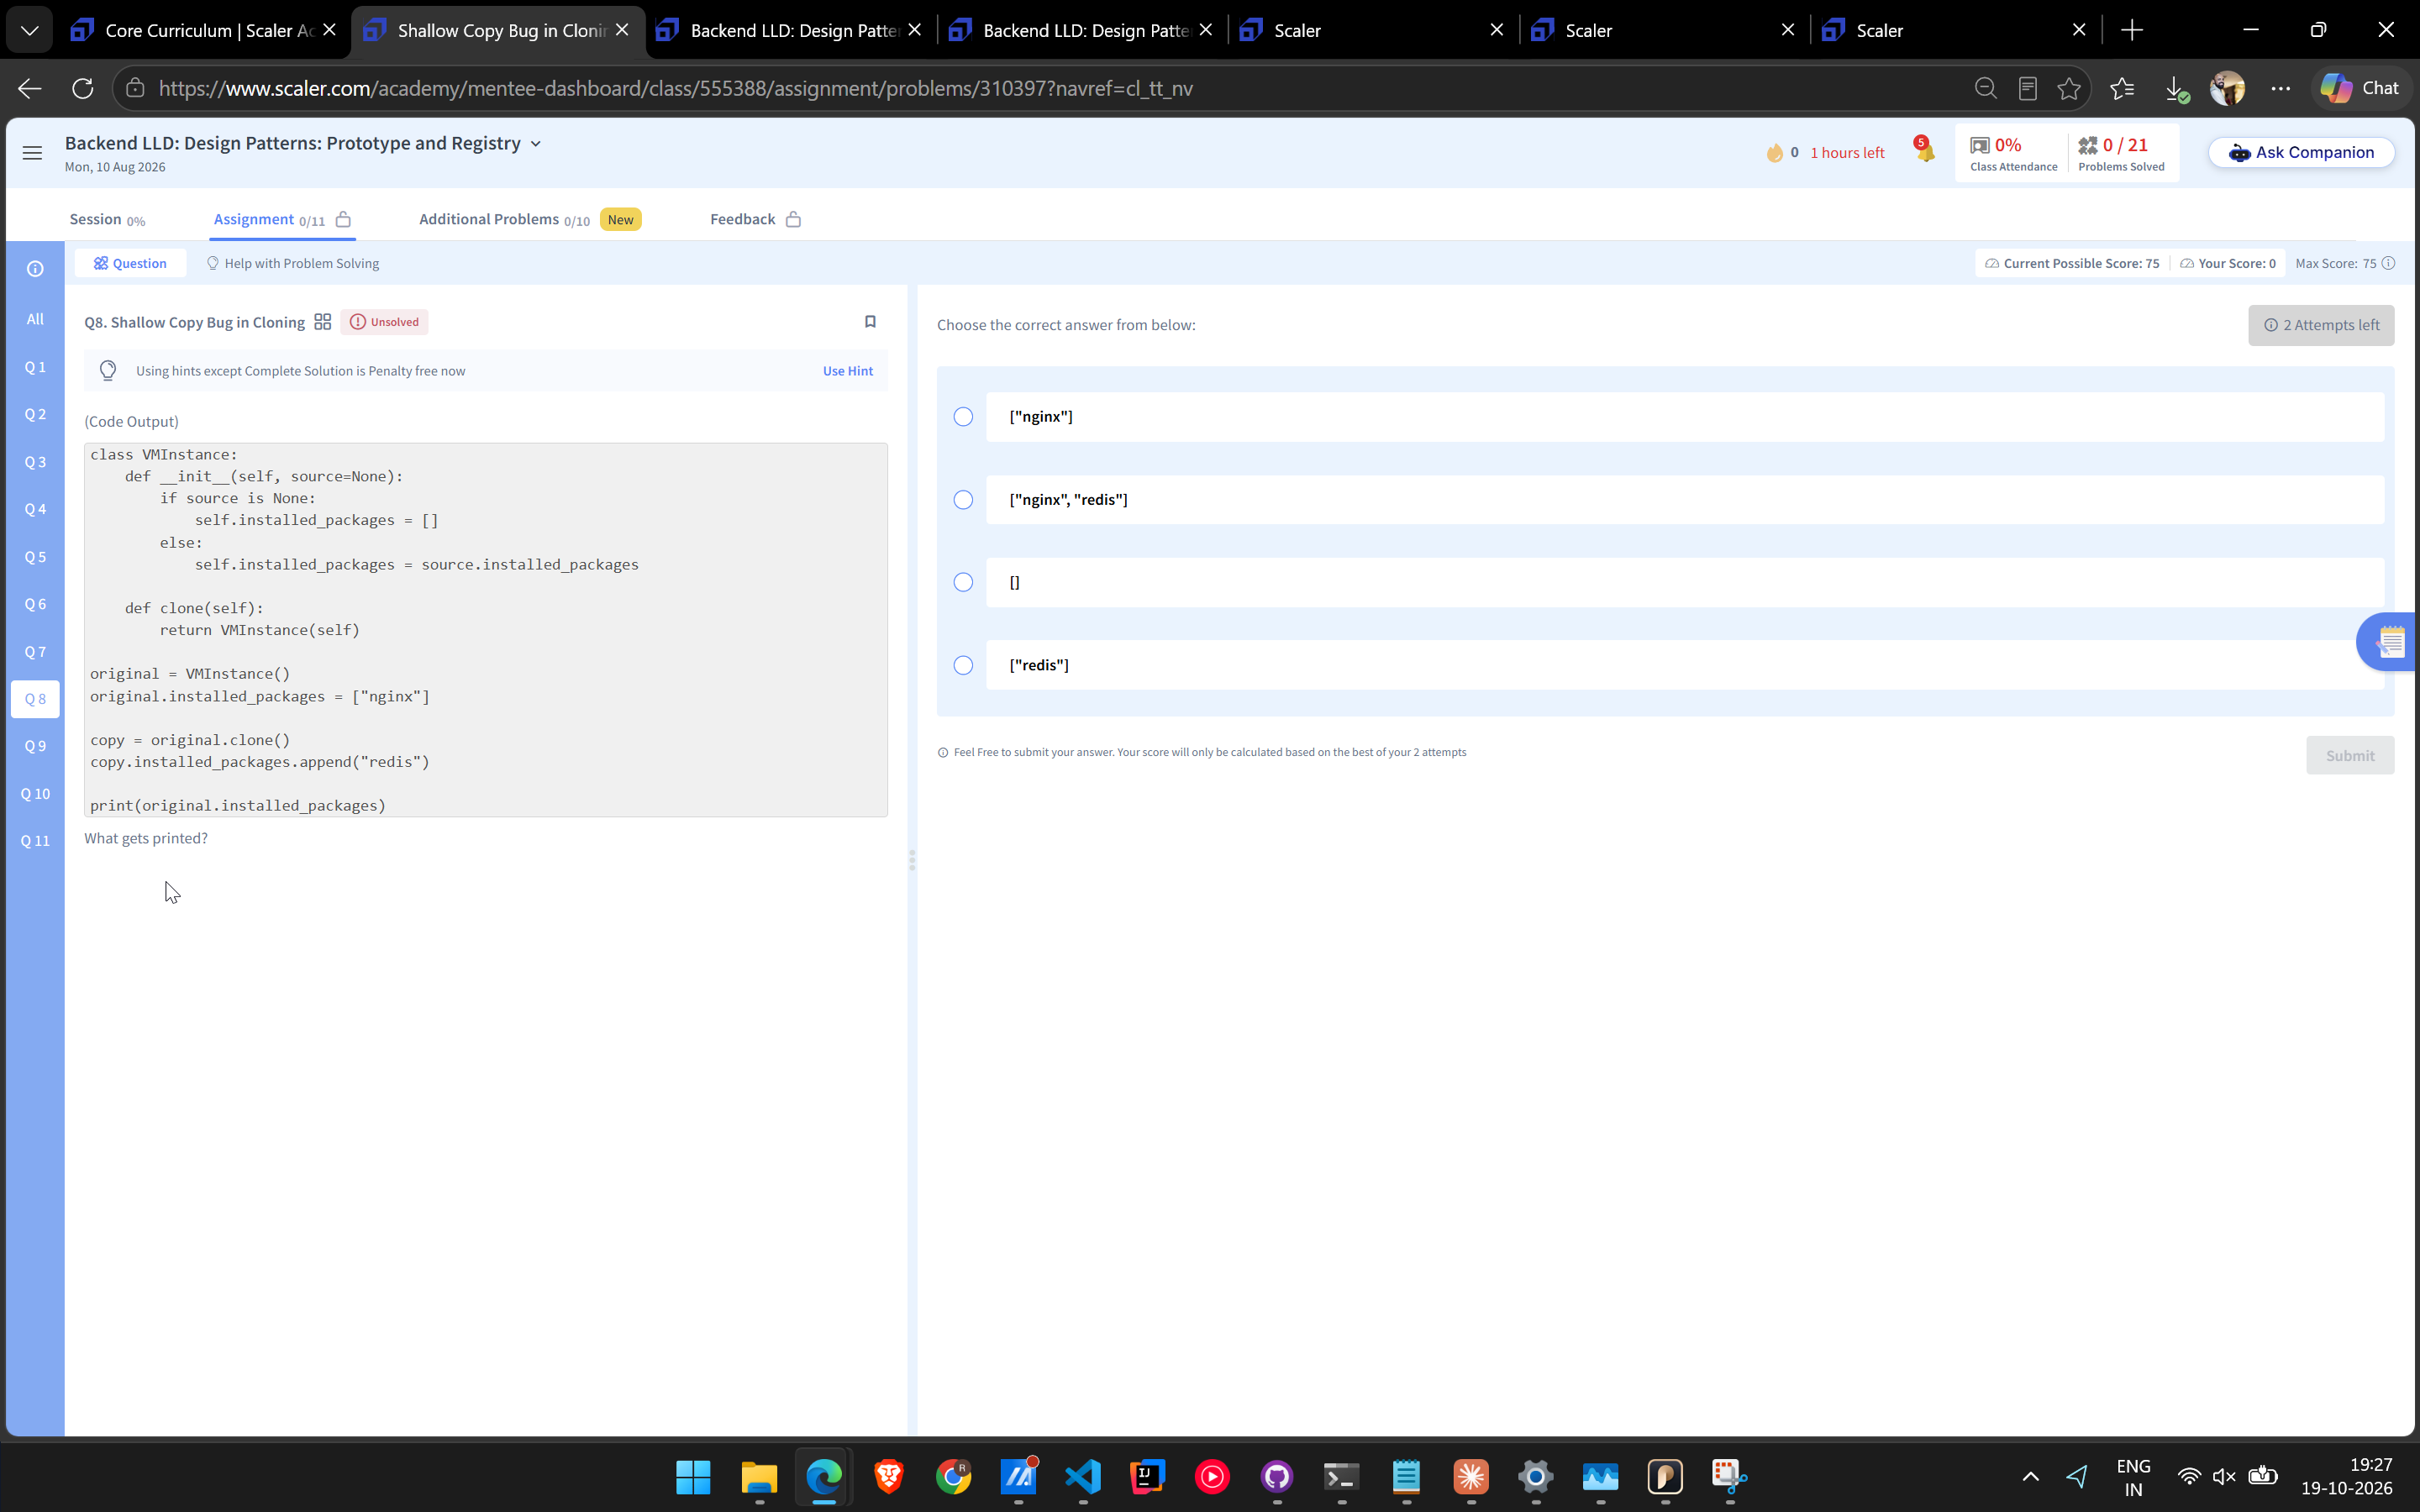 Core Curriculum | Scaler Ac
Shallow Copy Bug in Clonin
Backend LLD: Design Patter
Backend LLD: Design Patte
Scaler
Scaler
Scaler
https://www.scaler.com/academy/mentee-dashboard/class/555388/assignment/problems/310397?navref=cl_tt_nv
Chat
Backend LLD: Design Patterns: Prototype and Registry
Mon, 10 Aug 2026
0 1 hours left
5
0%
Class Attendance
0 / 21
Problems Solved
Ask Companion
Session 0%
Assignment 0/11
Additional Problems 0/10 New
Feedback
Question
Help with Problem Solving
Current Possible Score: 75
Your Score: 0
Max Score: 75
All
Q 1
Q 2
Q 3
Q 4
Q 5
Q 6
Q 7
Q 8
Q 9
Q 10
Q 11
Q8. Shallow Copy Bug in Cloning
Unsolved
Using hints except Complete Solution is Penalty free now
Use Hint
(Code Output)
class VMInstance:
    def __init__(self, source=None):
        if source is None:
            self.installed_packages = []
        else:
            self.installed_packages = source.installed_packages
    def clone(self):
        return VMInstance(self)
original = VMInstance()
original.installed_packages = ["nginx"]
copy = original.clone()
copy.installed_packages.append("redis")
print(original.installed_packages)
What gets printed?
Choose the correct answer from below:
2 Attempts left
["nginx"]
["nginx", "redis"]
[]
["redis"]
Feel Free to submit your answer. Your score will only be calculated based on the best of your 2 attempts
Submit
ENG
IN
19:27
19-10-2026